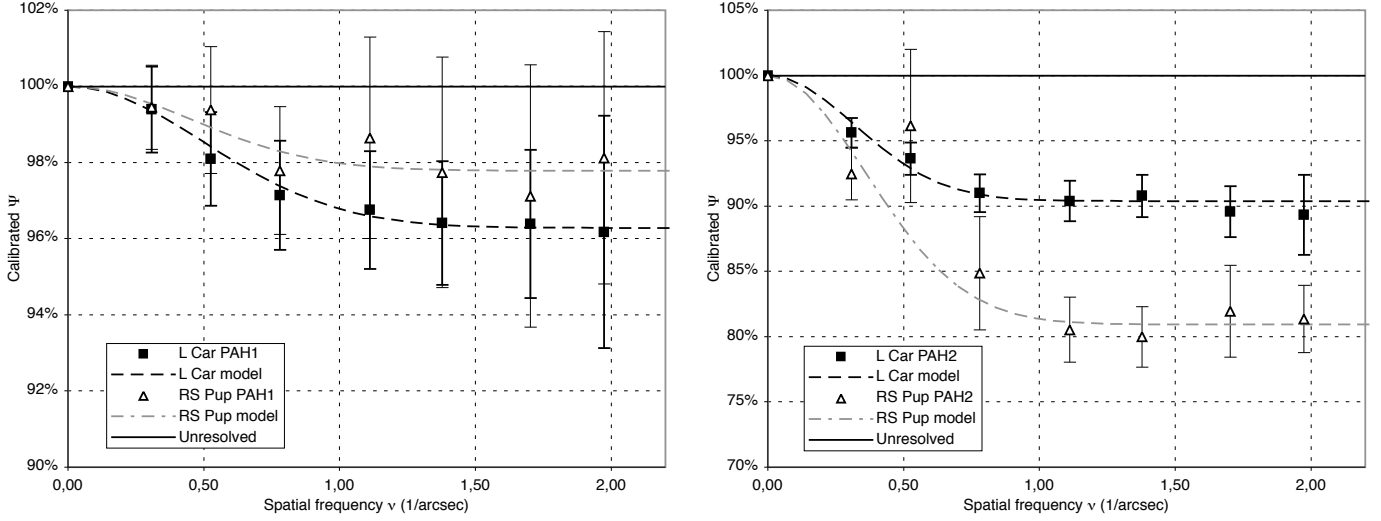 102%
100%
98%
96%
94%
92%
90%
Calibrated Ψ
L Car PAH1
L Car model
RS Pup PAH1
RS Pup model
Unresolved
0,00
0,50
1,00
1,50
2,00
Spatial frequency ν (1/arcsec)
105%
100%
95%
90%
85%
80%
75%
70%
Calibrated Ψ
L Car PAH2
L Car model
RS Pup PAH2
RS Pup model
Unresolved
0,00
0,50
1,00
1,50
2,00
Spatial frequency ν (1/arcsec)